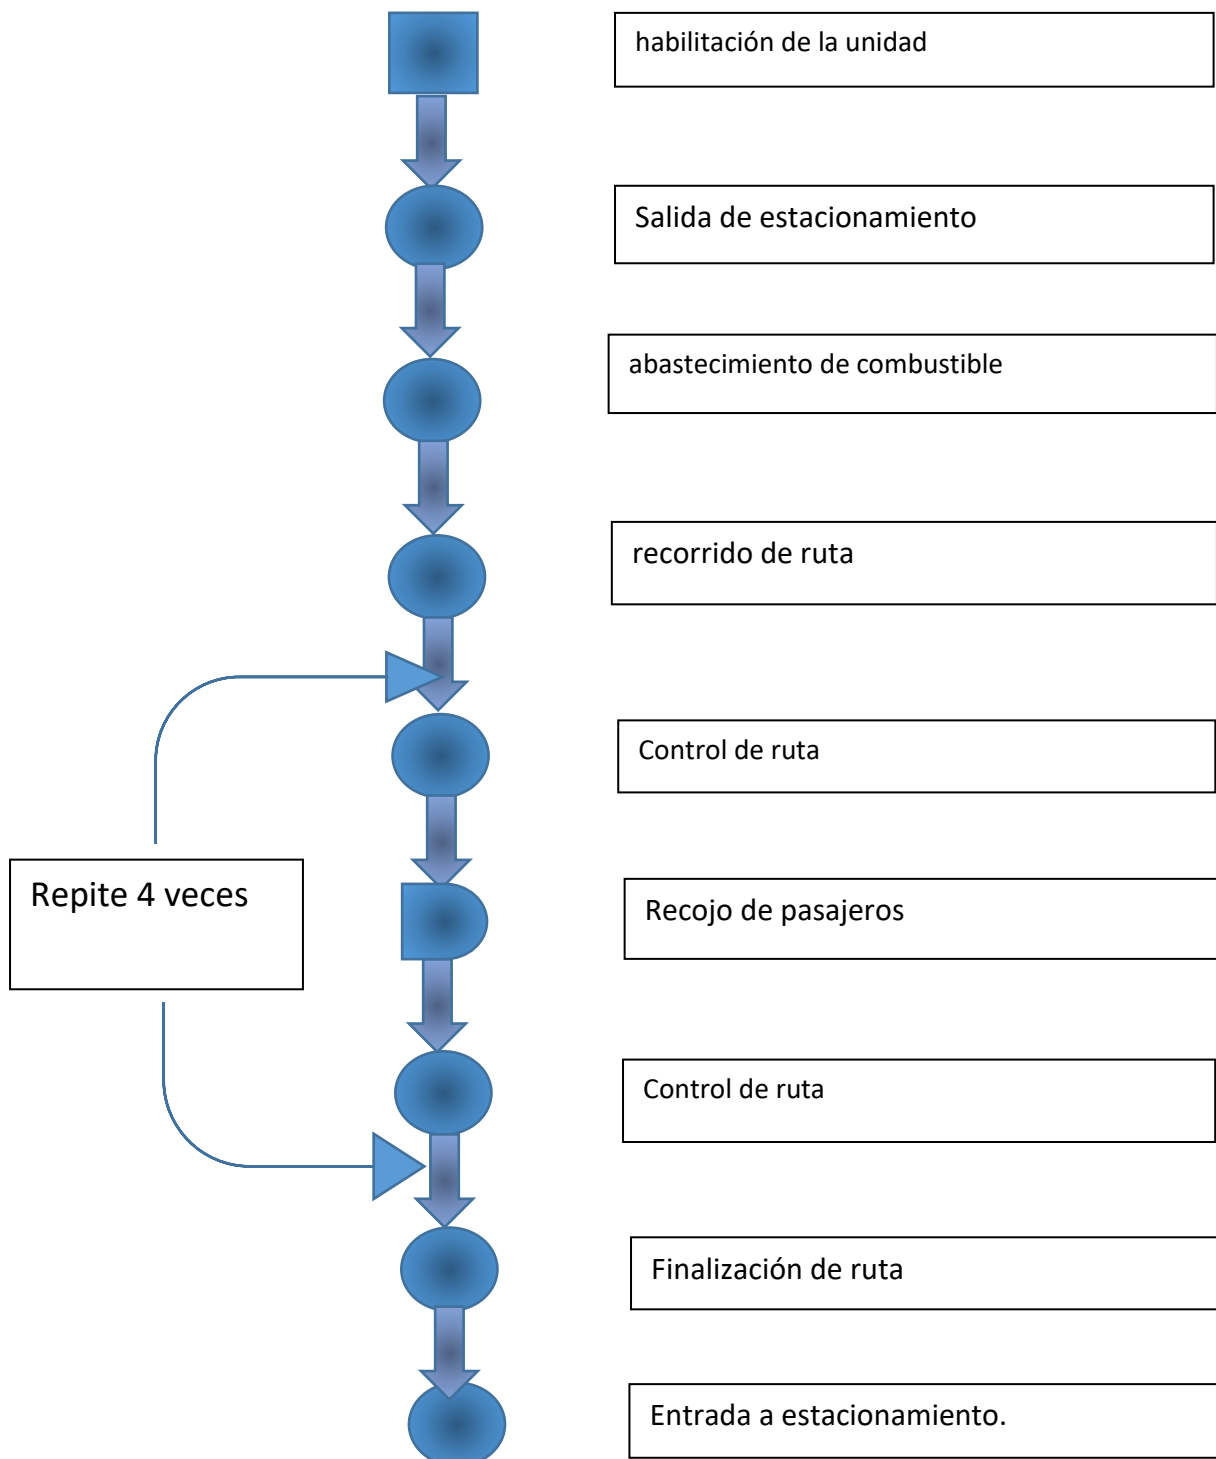 habilitación de la unidad
Salida de estacionamiento
abastecimiento de combustible
recorrido de ruta
Control de ruta
Repite 4 veces
Recojo de pasajeros
Control de ruta
Finalización de ruta
Entrada a estacionamiento.